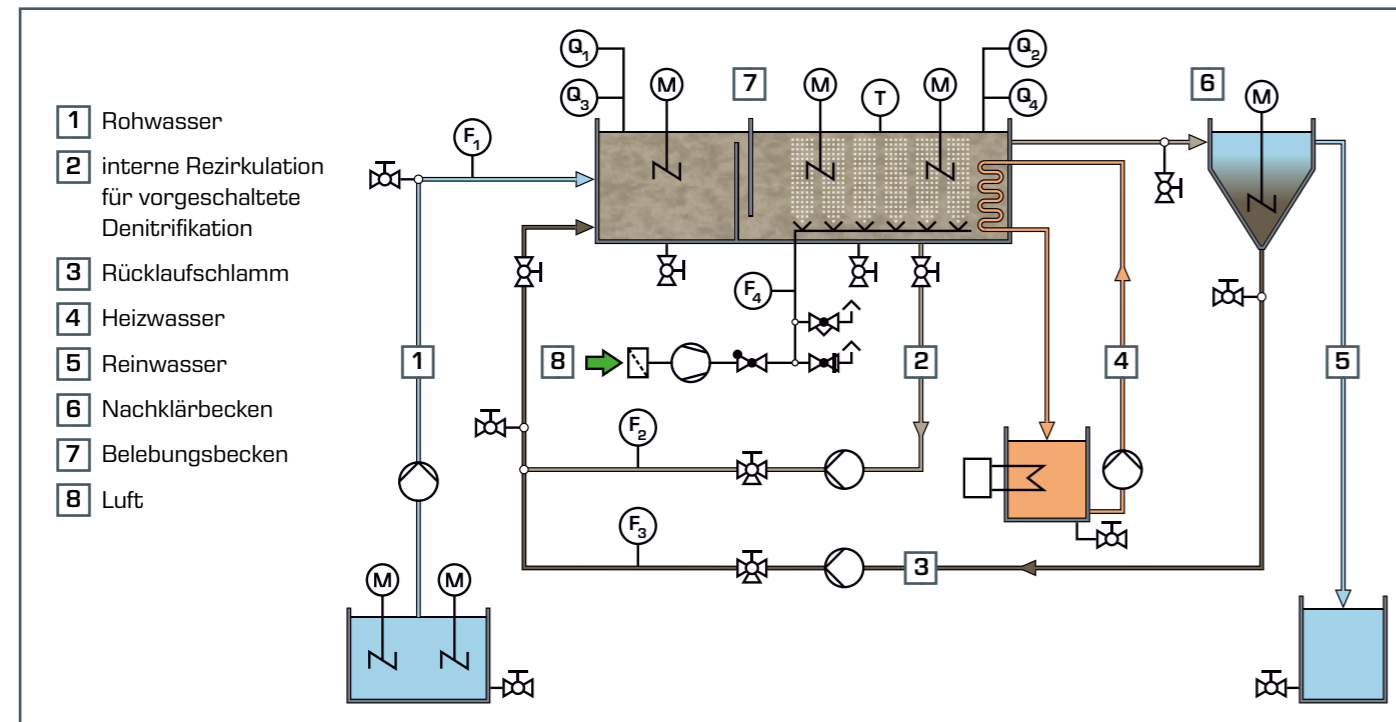 1 Rohwasser
2 interne Rezirkulation
für vorgeschaltete
Denitrifikation
3 Rücklaufschlamm
4 Heizwasser
5 Reinwasser
6 Nachklärbecken
7 Belebungsbecken
8 Luft
Q1
Q2
Q3
Q4
M
7
M
T
M
6
M
F1
F4
8
1
2
4
5
F2
F3
3
M
M